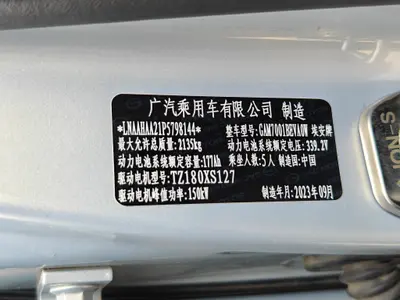 广汽乘用车有限公司 制造
*LNAAHAA21P5798144* 整车型号:GAM7001BEVA0W 埃安牌
最大允许总质量:2135kg 动力电池系统额定电压:339.2V
动力电池系统额定容量:177Ah 乘坐人数:5人 制造国:中国
驱动电机型号:TZ180XS127
驱动电机峰值功率:150kW 制造年月:2023年09月